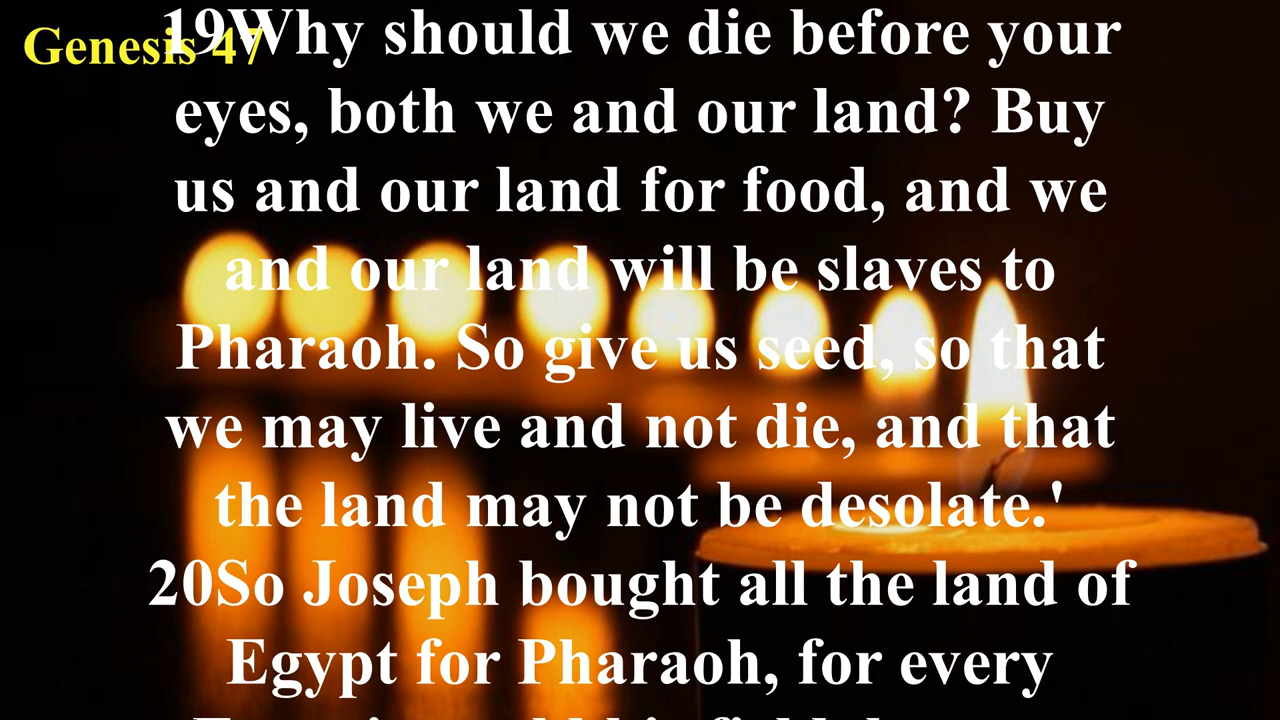 Genesis 47
19Why should we die before your
eyes, both we and our land? Buy
us and our land for food, and we
and our land will be slaves to
Pharaoh. So give us seed, so that
we may live and not die, and that
the land may not be desolate.'
20So Joseph bought all the land of
Egypt for Pharaoh, for every